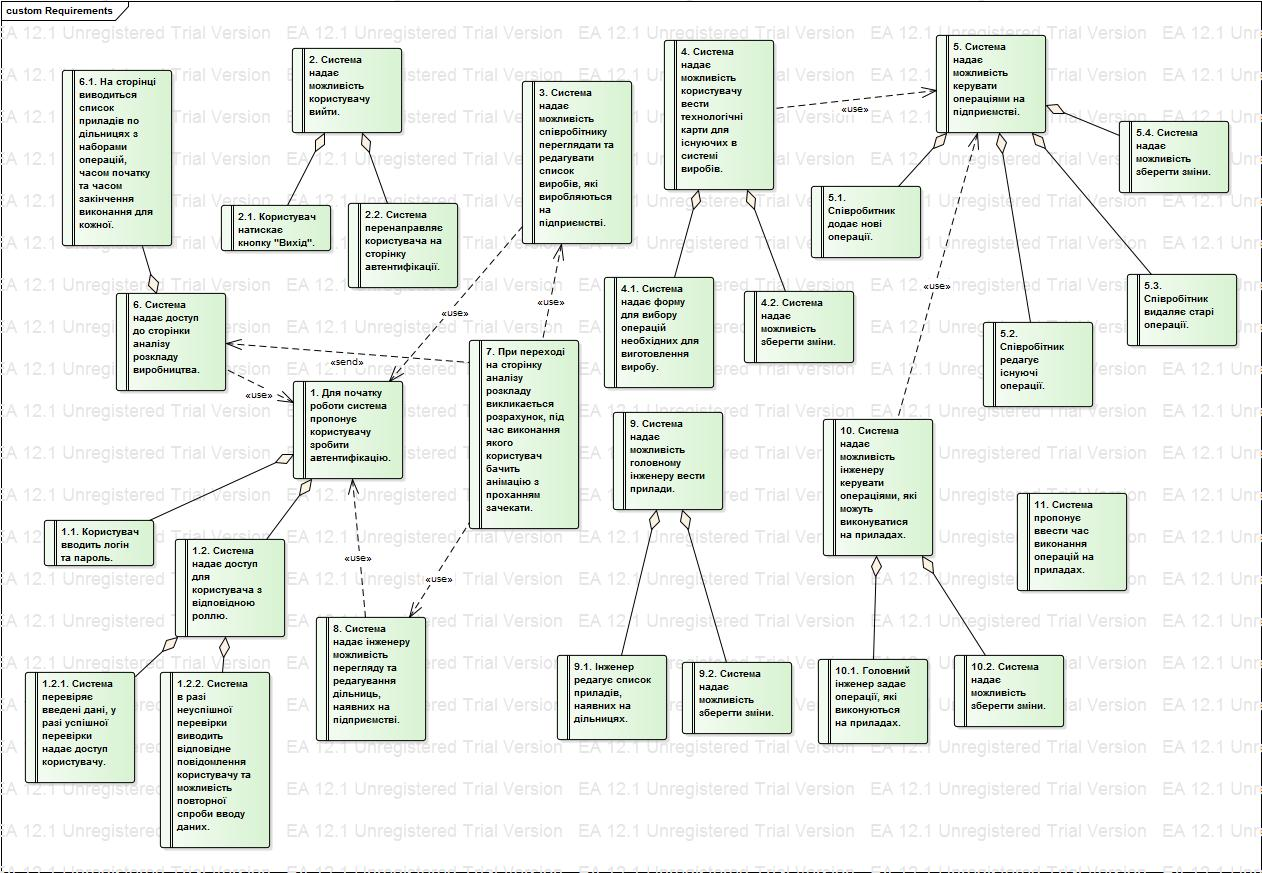 custom Requirements
6.1. На сторінці
виводиться
список
приладів по
дільницях з
наборами
операцій,
часом початку
та часом
закінчення
виконання для
кожної.
2. Система
надає
можливість
користувачу
вийти.
3. Система
надає
можливість
співробітнику
переглядати та
редагувати
список
виробів, які
виробляються
на
підприємстві.
4. Система
надає
можливість
користувачу
вести
технологічні
карти для
існуючих в
системі
виробів.
«use»
5. Система
надає
можливість
керувати
операціями на
підприємстві.
5.4. Система
надає
можливість
зберегти зміни.
2.1. Користувач
натискає
кнопку "Вихід".
2.2. Система
перенаправляє
користувача на
сторінку
автентифікації.
5.1.
Співробитник
додає нові
операції.
6. Система
надає доступ
до сторінки
аналізу
розкладу
виробництва.
«use»
«use»
4.1. Система
надає форму
для вибору
операцій
необхідних для
виготовлення
виробу.
4.2. Система
надає
можливість
зберегти зміни.
«use»
5.3.
Співробітник
видаляє старі
операції.
5.2.
Співробітник
редагує
існуючі
операції.
«send»
«use»
7. При переході
на сторінку
аналізу
розкладу
викликається
розрахунок, під
час виконання
якого
користувач
бачить
анімацію з
проханням
зачекати.
1. Для початку
роботи система
пропонує
користувачу
зробити
автентифікацію.
9. Система
надає
можливість
головному
інженеру вести
прилади.
10. Система
надає
можливість
інженеру
керувати
операціями, які
можуть
виконуватися
на приладах.
11. Система
пропонує
ввести час
виконання
операцій на
приладах.
1.1. Користувач
вводить логін
та пароль.
1.2. Система
надає доступ
для
користувача з
відповідною
роллю.
«use»
«use»
8. Система
надає інженеру
можливість
перегляду та
редагування
дільниць,
наявних на
підприємстві.
9.1. Інженер
редагує список
приладів,
наявних на
дільницях.
9.2. Система
надає
можливість
зберегти зміни.
10.1. Головний
інженер задає
операції, які
виконуються
на приладах.
10.2. Система
надає
можливість
зберегти зміни.
1.2.1. Система
перевіряє
введені дані, у
разі успішної
перевірки
надає доступ
користувачу.
1.2.2. Система
в разі
неуспішної
перевірки
виводить
відповідне
повідомлення
користувачу та
можливість
повторної
спроби вводу
даних.
EA 12.1 Unregistered Trial Version